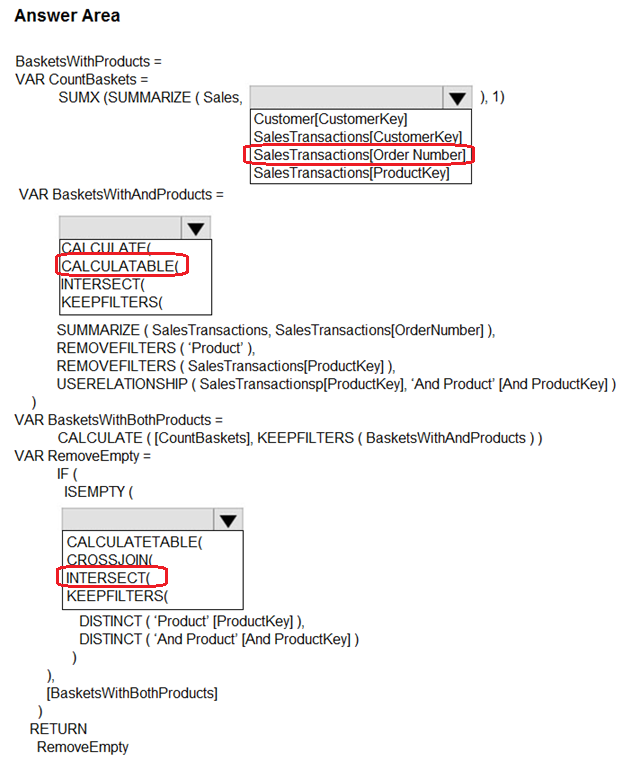 Answer Area
BasketsWithProducts =
VAR CountBaskets =
SUMX (SUMMARIZE ( Sales, ), 1)
Customer[CustomerKey]
SalesTransactions[CustomerKey]
SalesTransactions[Order Number]
SalesTransactions[ProductKey]
VAR BasketsWithAndProducts =
CALCULATE(
CALCULATABLE(
INTERSECT(
KEEPFILTERS(
SUMMARIZE ( SalesTransactions, SalesTransactions[OrderNumber] ),
REMOVEFILTERS ( ‘Product’ ),
REMOVEFILTERS ( SalesTransactions[ProductKey] ),
USERELATIONSHIP ( SalesTransactionsp[ProductKey], ‘And Product’ [And ProductKey] )
)
VAR BasketsWithBothProducts =
CALCULATE ( [CountBaskets], KEEPFILTERS ( BasketsWithAndProducts ) )
VAR RemoveEmpty =
IF (
ISEMPTY (
CALCULATETABLE(
CROSSJOIN(
INTERSECT(
KEEPFILTERS(
DISTINCT ( ‘Product’ [ProductKey] ),
DISTINCT ( ‘And Product’ [And ProductKey] )
)
),
[BasketsWithBothProducts]
)
RETURN
RemoveEmpty